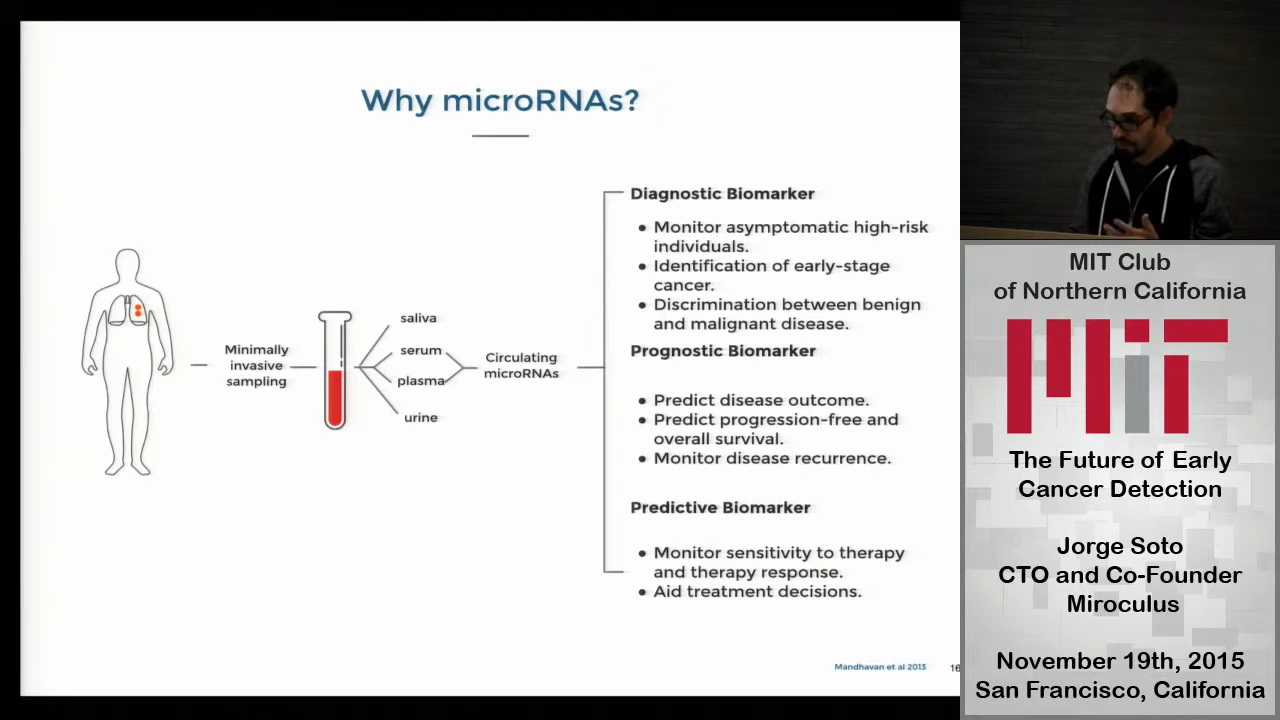 Why microRNAs?
Minimally
invasive
sampling
saliva
serum
plasma
urine
Circulating
microRNAs
Diagnostic Biomarker
• Monitor asymptomatic high-risk
individuals.
• Identification of early-stage
cancer.
• Discrimination between benign
and malignant disease.
Prognostic Biomarker
• Predict disease outcome.
• Predict progression-free and
overall survival.
• Monitor disease recurrence.
Predictive Biomarker
• Monitor sensitivity to therapy
and therapy response.
• Aid treatment decisions.
Mandhavan et al 2013
16
MIT Club
of Northern California
MIT
The Future of Early
Cancer Detection
Jorge Soto
CTO and Co-Founder
Miroculus
November 19th, 2015
San Francisco, California